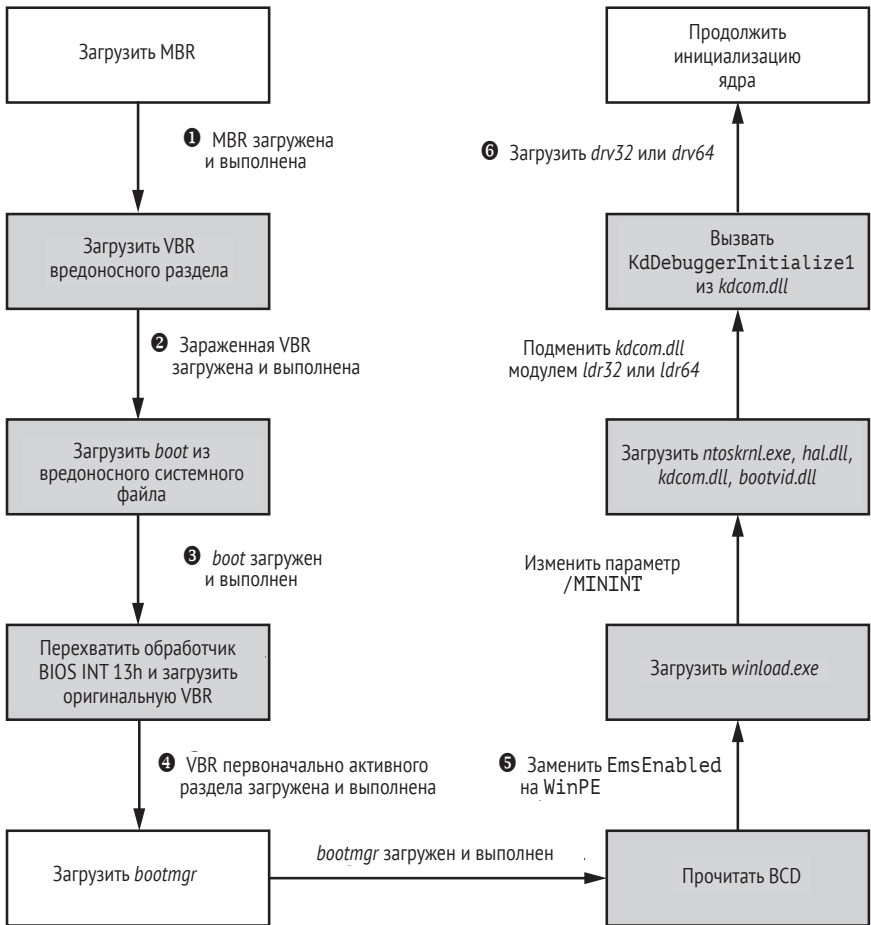 Загрузить MBR
❶ MBR загружена
и выполнена
Загрузить VBR
вредоносного раздела
❷ Зараженная VBR
загружена и выполнена
Загрузить boot из
вредоносного системного
файла
❸ boot загружен
и выполнен
Перехватить обработчик
BIOS INT 13h и загрузить
оригинальную VBR
❹ VBR первоначально активного
раздела загружена и выполнена
Загрузить bootmgr
bootmgr загружен и выполнен
Прочитать BCD
❺ Заменить EmsEnabled
на WinPE
Загрузить winload.exe
Изменить параметр
/MININT
Загрузить ntoskrnl.exe, hal.dll,
kdcom.dll, bootvid.dll
Подменить kdcom.dll
модулем ldr32 или ldr64
Вызвать
KdDebuggerInitialize1
из kdcom.dll
❻ Загрузить drv32 или drv64
Продолжить
инициализацию
ядра